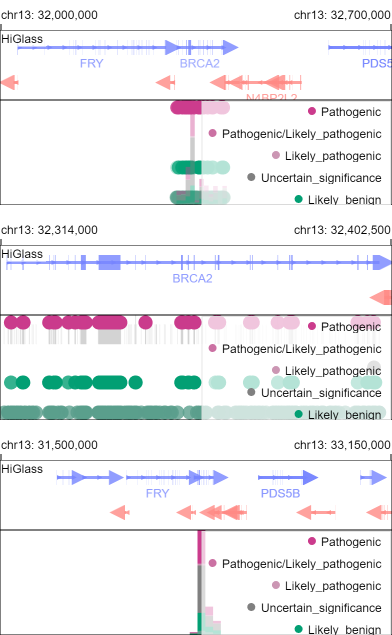 chr13: 32,000,000 chr13: 32,700,000
HiGlass
FRY BRCA2 PDS5
N4BP2L2
Pathogenic
Pathogenic/Likely_pathogenic
Likely_pathogenic
Uncertain_significance
Likely_benign
chr13: 32,314,000 chr13: 32,402,500
HiGlass
BRCA2
Pathogenic
Pathogenic/Likely_pathogenic
Likely_pathogenic
Uncertain_significance
Likely_benign
chr13: 31,500,000 chr13: 33,150,000
HiGlass
FRY PDS5B
Pathogenic
Pathogenic/Likely_pathogenic
Likely_pathogenic
Uncertain_significance
Likely_benign